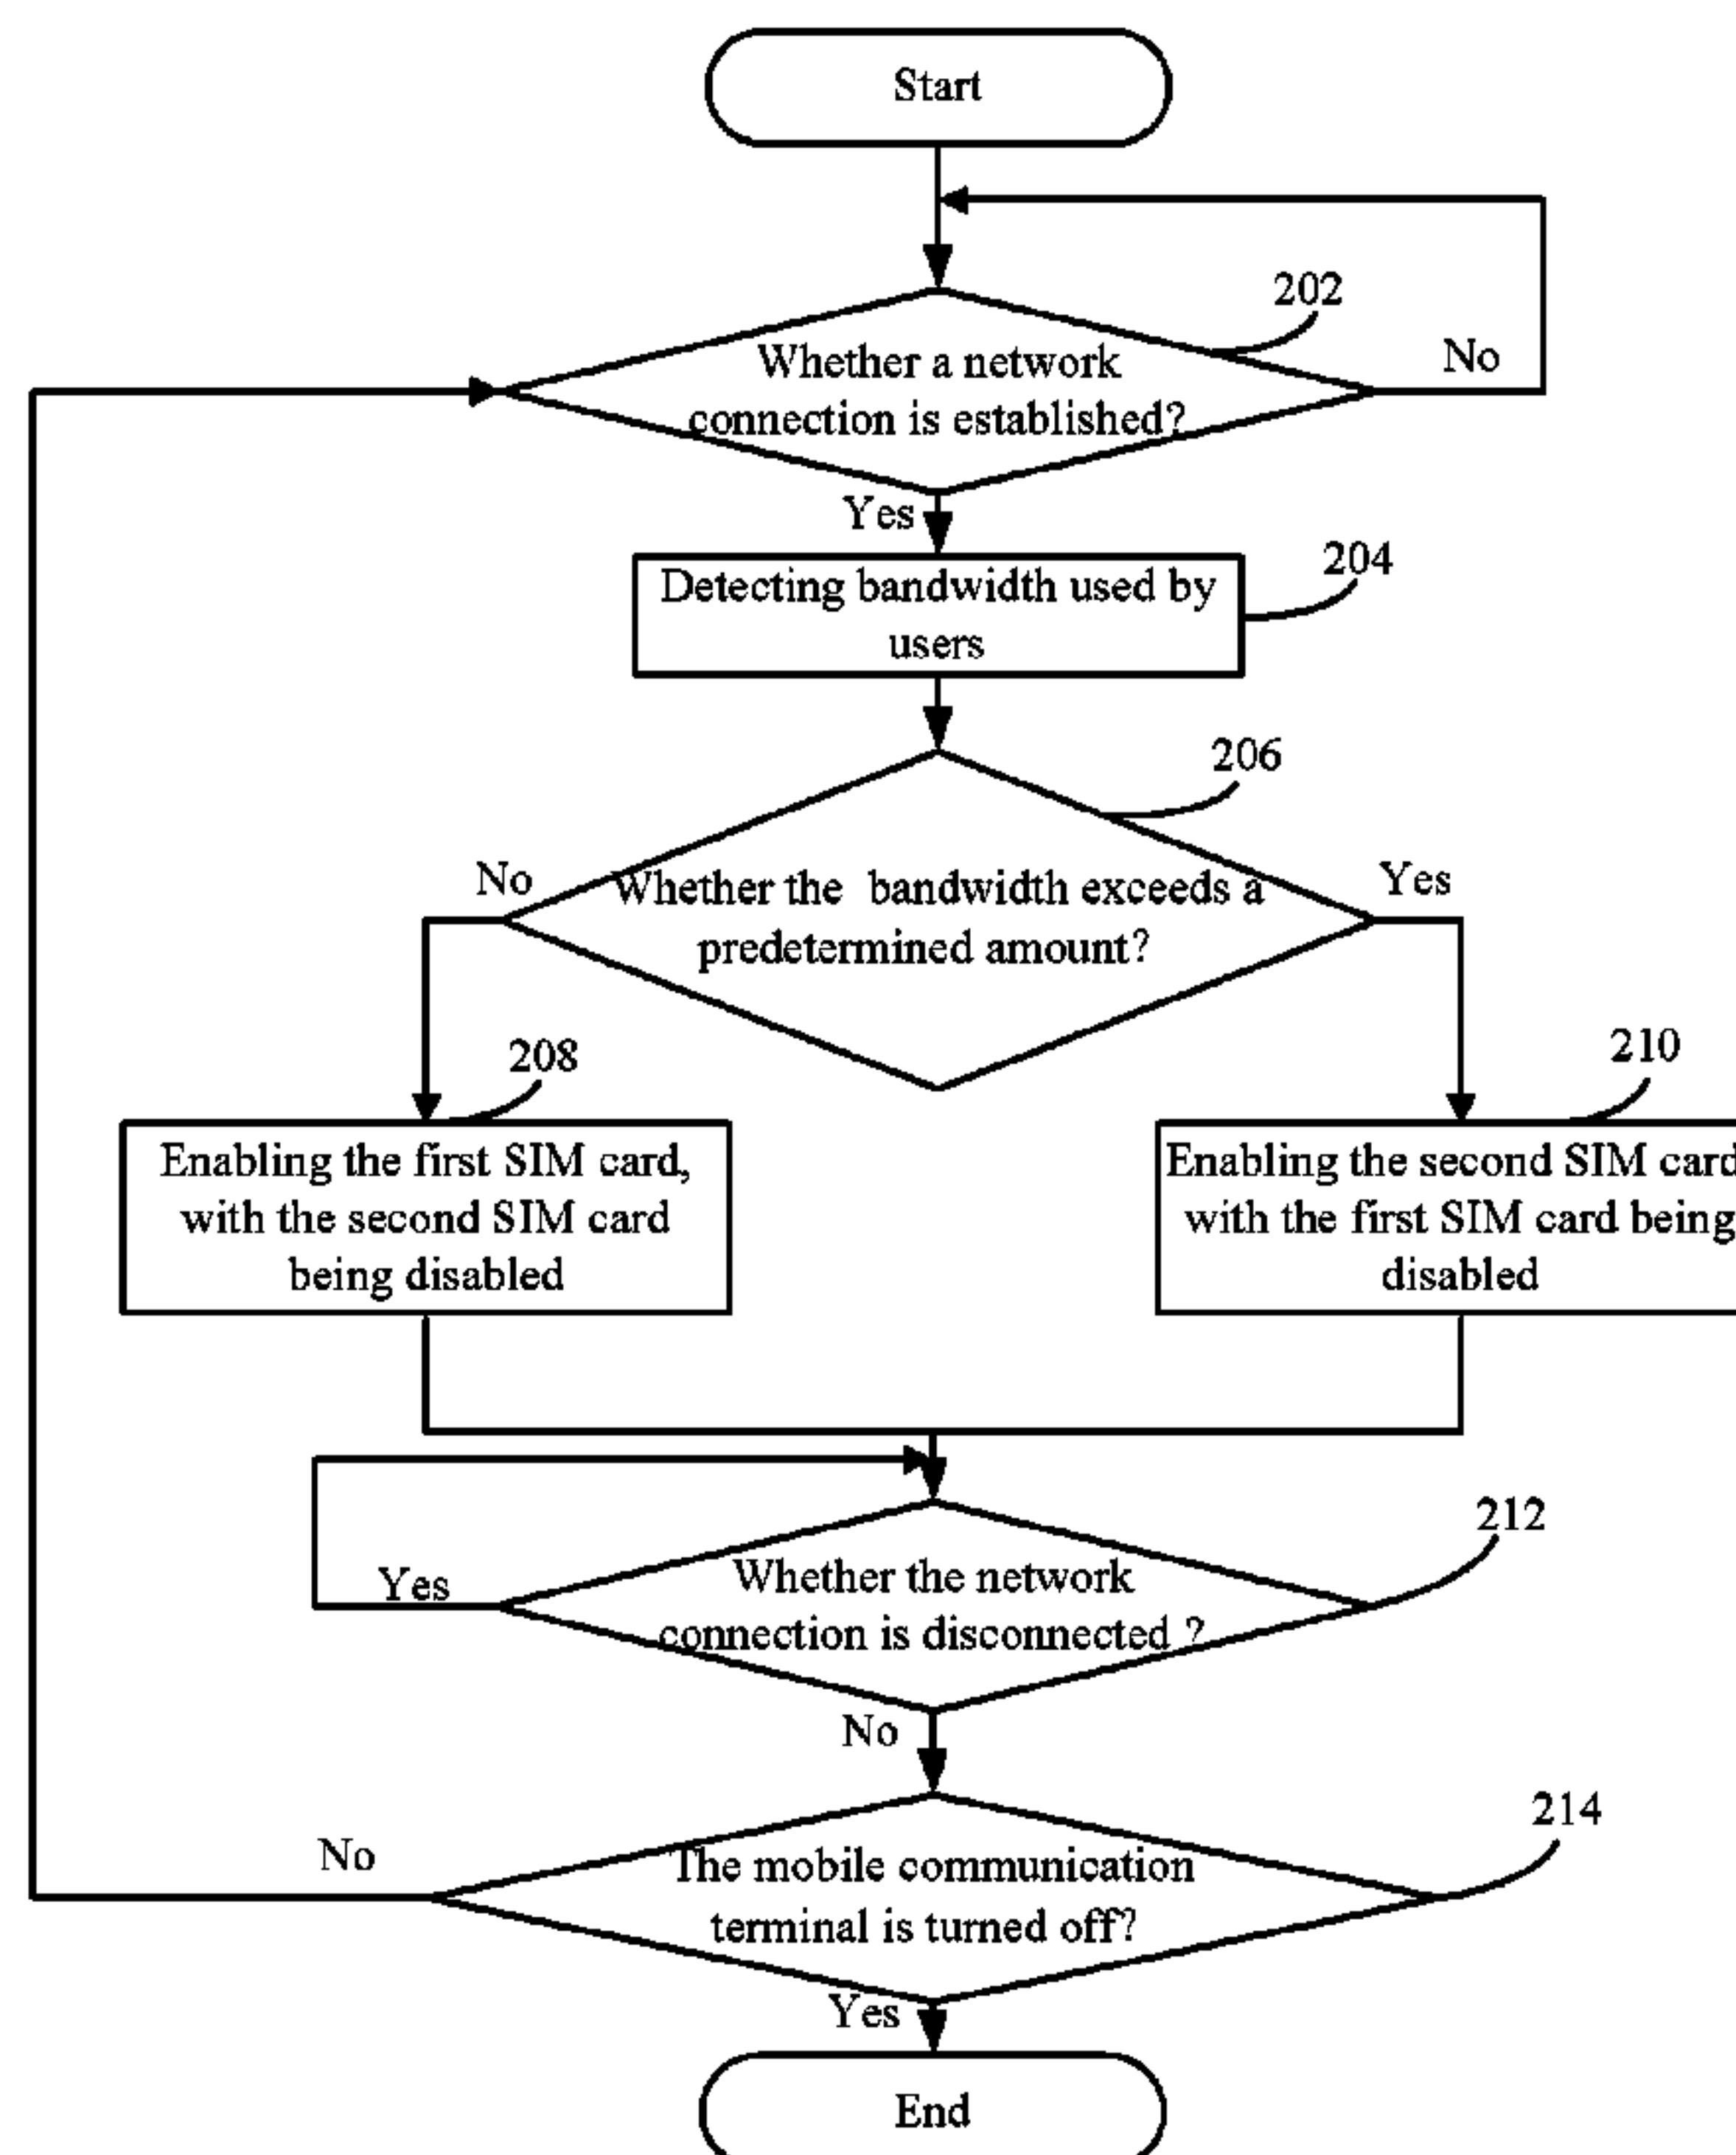 Start
202
Whether a network
connection is established?
No
Yes
Detecting bandwidth used by
users
204
206
No
Whether the bandwidth exceeds a
predetermined amount?
Yes
208
210
Enabling the first SIM card,
with the second SIM card
being disabled
Enabling the second SIM card
with the first SIM card being
disabled
212
Yes
Whether the network
connection is disconnected ?
No
214
No
The mobile communication
terminal is turned off?
Yes
End